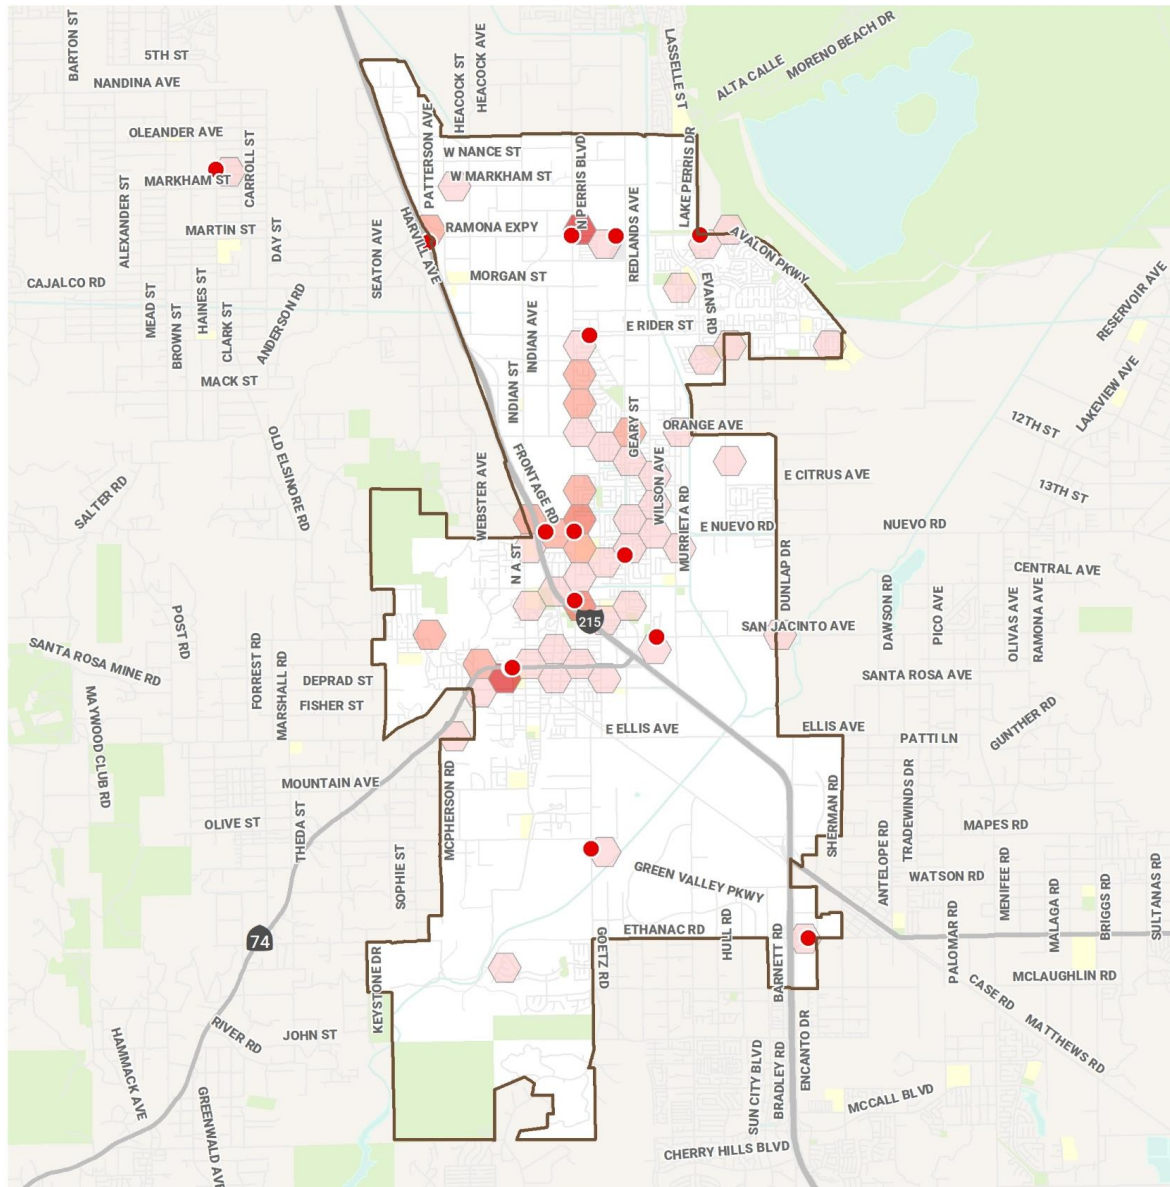 BARTON ST
5TH ST
NANDINA AVE
HEACOCK ST
HEACOCK AVE
LASSELLE ST
ALTA CALLE
MORENO BEACH DR
OLEANDER AVE
CARROLL ST
PATTERSON AVE
W NANCE ST
N PERRIS BLVD
LAKE PERRIS DR
MARKHAM ST
W MARKHAM ST
ALEXANDER ST
REDLANDS AVE
MARTIN ST
DAY ST
SEATON AVE
HARVILL AVE
RAMONA EXPY
AVALON PKWY
CAJALCO RD
MORGAN ST
EVANS RD
RESERVOIR AVE
MEAD ST
BROWN ST
HAINES ST
CLARK ST
ANDERSON RD
INDIAN AVE
E RIDER ST
MACK ST
INDIAN ST
LAKEVIEW AVE
GEARY ST
ORANGE AVE
12TH ST
OLD ELSINORE RD
FRONTAGE RD
SALTER RD
WEBSTER AVE
WILSON AVE
E CITRUS AVE
13TH ST
MURRIETA RD
E NUEVO RD
NUEVO RD
N A ST
DUNLAP DR
CENTRAL AVE
POST RD
DAWSON RD
PICO AVE
OLIVAS AVE
RAMONA AVE
215
SAN JACINTO AVE
SANTA ROSA MINE RD
FORREST RD
MARSHALL RD
DEPRAD ST
SANTA ROSA AVE
FISHER ST
MAYWOOD CLUB RD
E ELLIS AVE
ELLIS AVE
PATTI LN
GUNTHER RD
MOUNTAIN AVE
MCPHERSON RD
SHERMAN RD
TRADEWINDS DR
OLIVE ST
THEDA ST
MAPES RD
ANTELOPE RD
SOPHIE ST
GREEN VALLEY PKWY
WATSON RD
MENIFEE RD
MALAGA RD
BRIGGS RD
SULTANAS RD
74
KEYSTONE DR
GOETZ RD
ETHANAC RD
HULL RD
BARNETT RD
PALOMAR RD
MCLAUGHLIN RD
CASE RD
RIVER RD
JOHN ST
HAMMACK AVE
ENCANTO DR
MATTHEWS RD
SUN CITY BLVD
BRADLEY RD
MCCALL BLVD
GREENWALD AVE
CHERRY HILLS BLVD